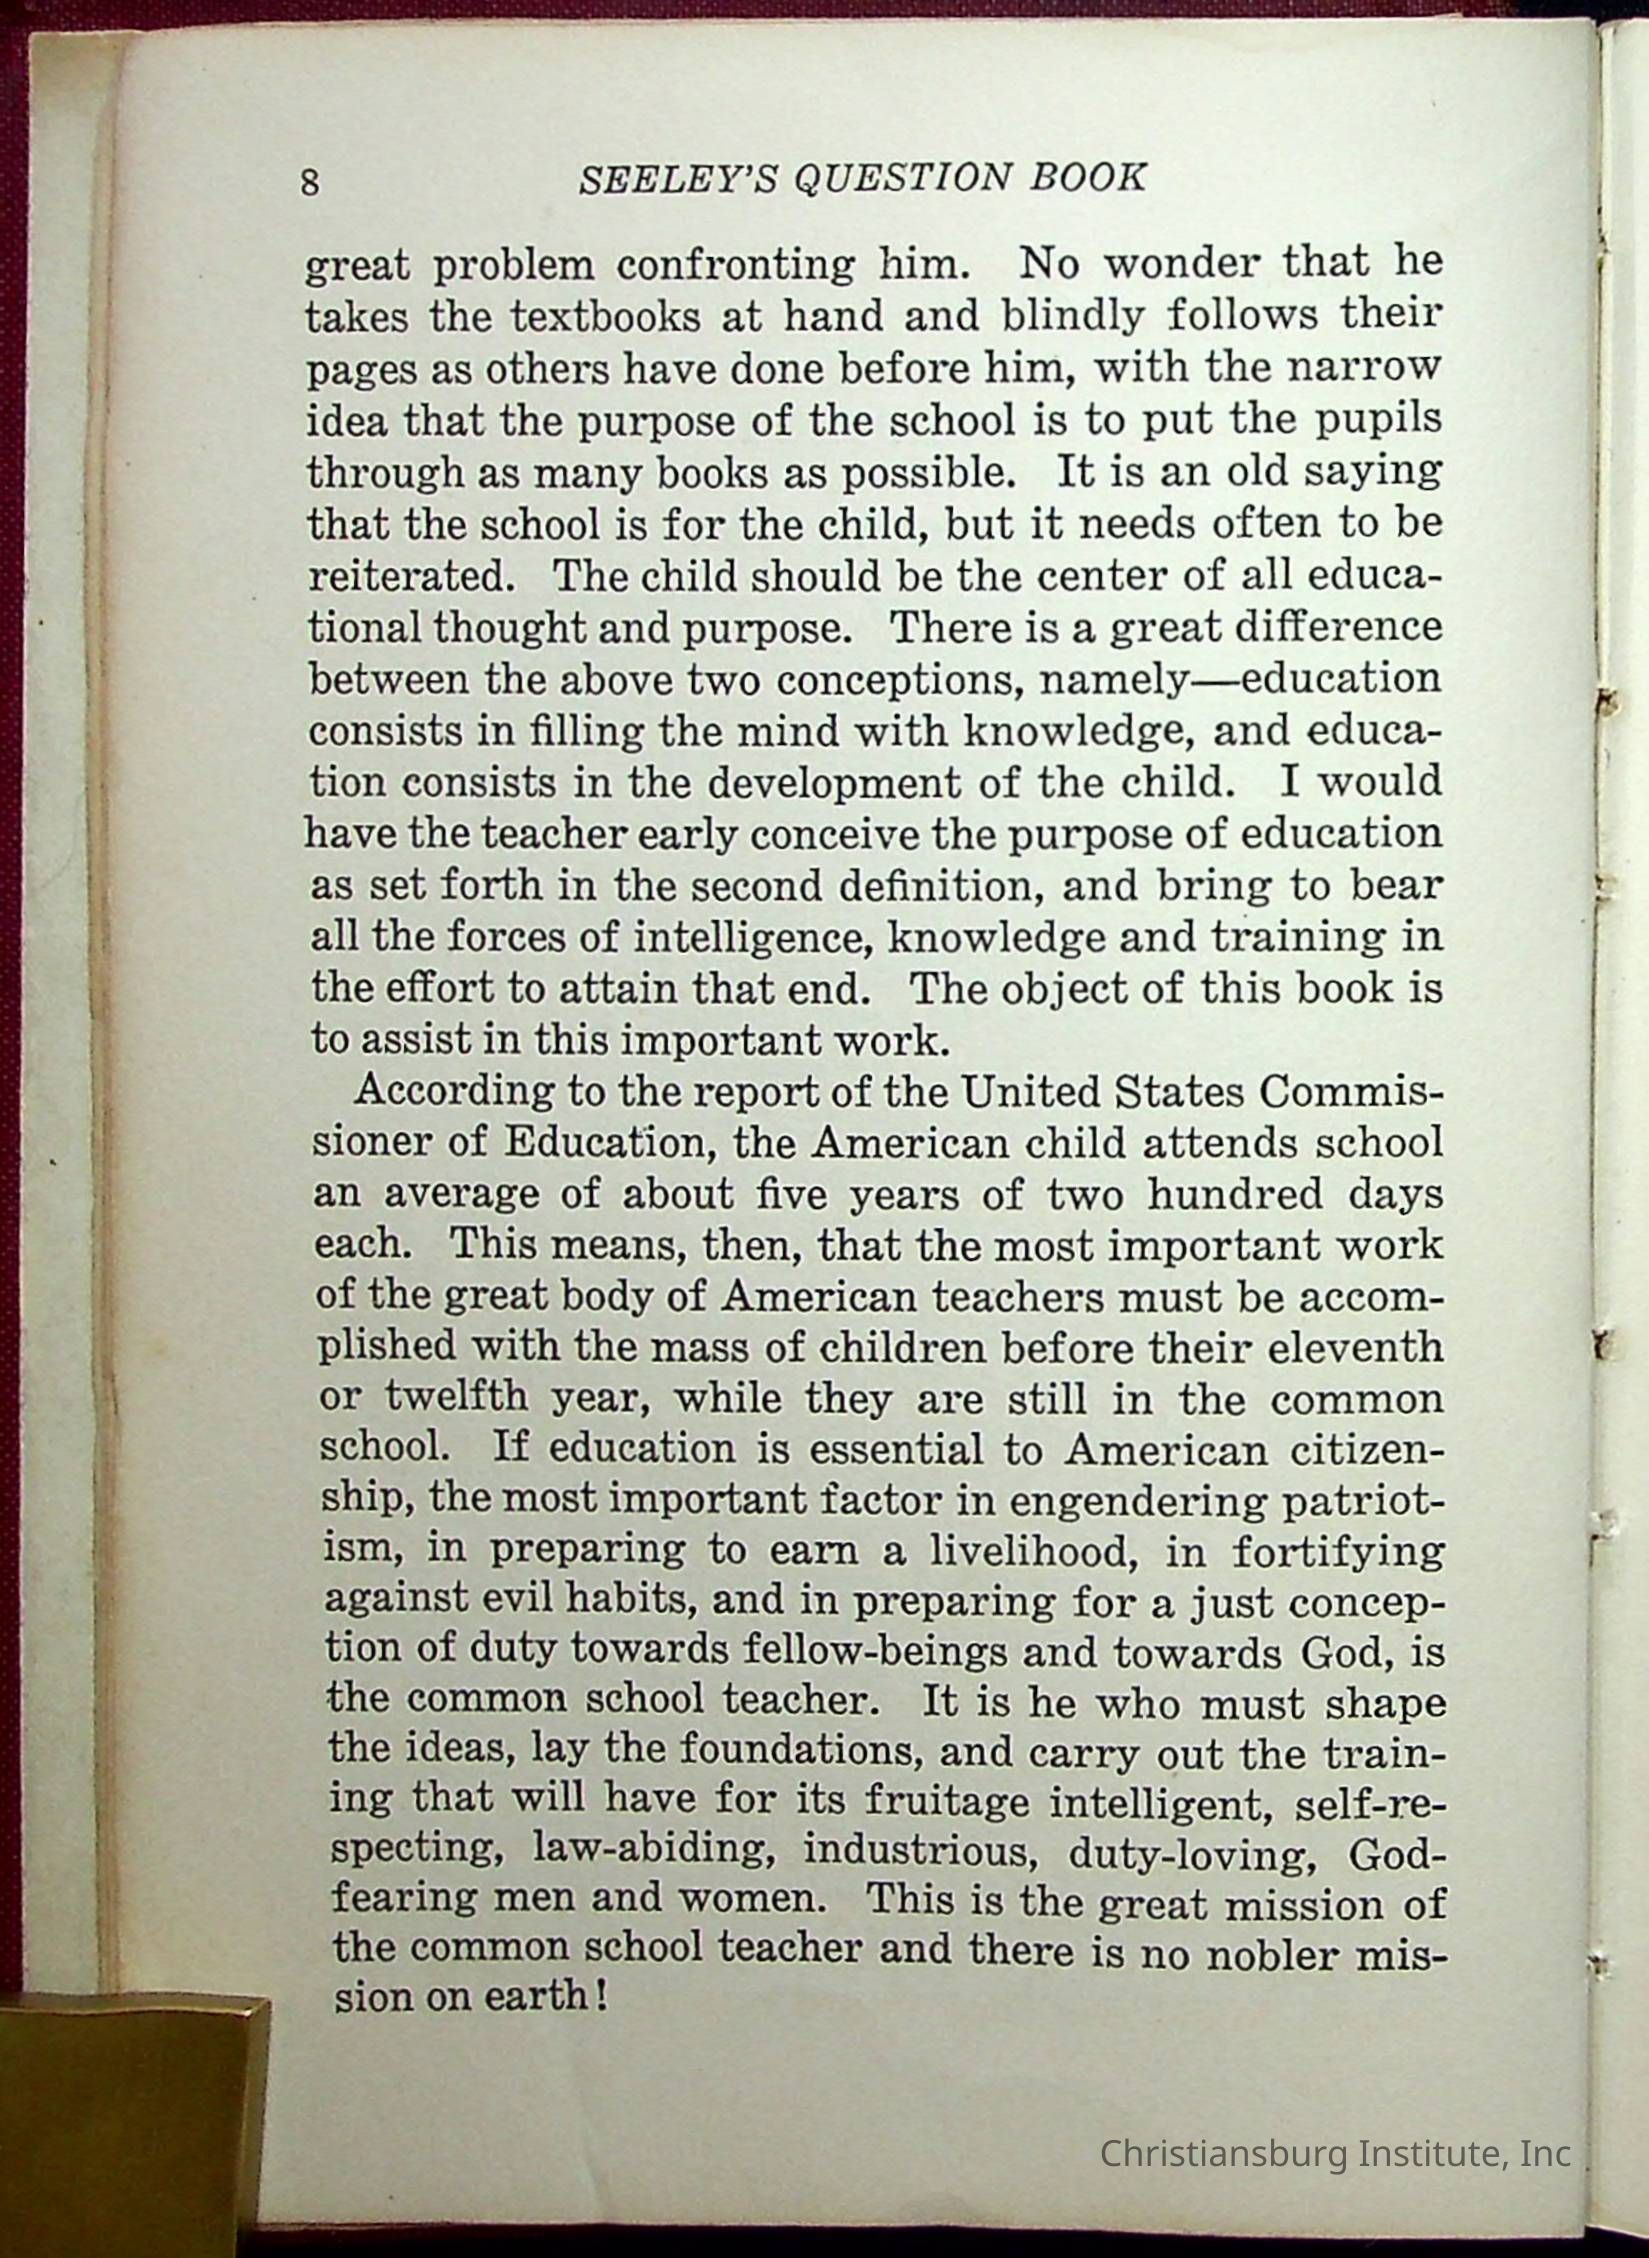 8 SEELEY'S QUESTION BOOK
great problem confronting him. No wonder that he
takes the textbooks at hand and blindly follows their
pages as others have done before him, with the narrow
idea that the purpose of the school is to put the pupils
through as many books as possible. It is an old saying
that the school is for the child, but it needs often to be
reiterated. The child should be the center of all educa-
tional thought and purpose. There is a great difference
between the above two conceptions, namely—education
consists in filling the mind with knowledge, and educa-
tion consists in the development of the child. I would
have the teacher early conceive the purpose of education
as set forth in the second definition, and bring to bear
all the forces of intelligence, knowledge and training in
the effort to attain that end. The object of this book is
to assist in this important work.
According to the report of the United States Commis-
sioner of Education, the American child attends school
an average of about five years of two hundred days
each. This means, then, that the most important work
of the great body of American teachers must be accom-
plished with the mass of children before their eleventh
or twelfth year, while they are still in the common
school. If education is essential to American citizen-
ship, the most important factor in engendering patriot-
ism, in preparing to earn a livelihood, in fortifying
against evil habits, and in preparing for a just concep-
tion of duty towards fellow-beings and towards God, is
the common school teacher. It is he who must shape
the ideas, lay the foundations, and carry out the train-
ing that will have for its fruitage intelligent, self-re-
specting, law-abiding, industrious, duty-loving, God-
fearing men and women. This is the great mission of
the common school teacher and there is no nobler mis-
sion on earth!
Christiansburg Institute, Inc